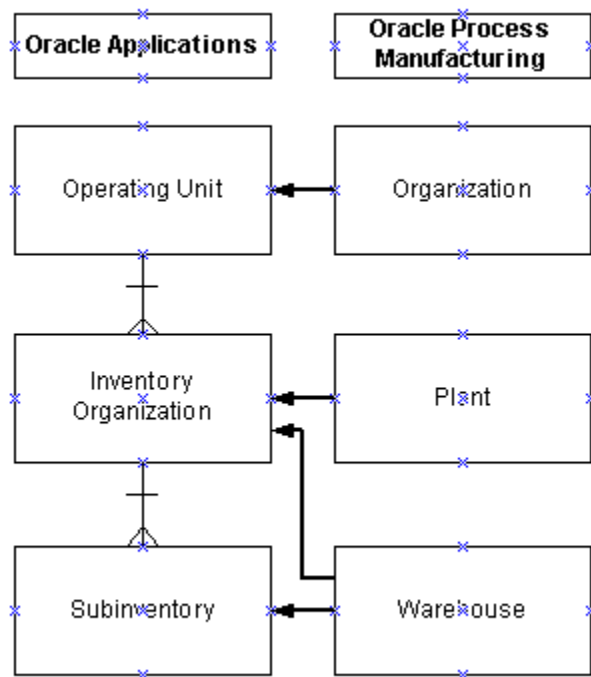 Oracle Applications
Oracle Process
Manufacturing
Operating Unit
Organization
Inventory
Organization
Plant
Subinventory
Warehouse